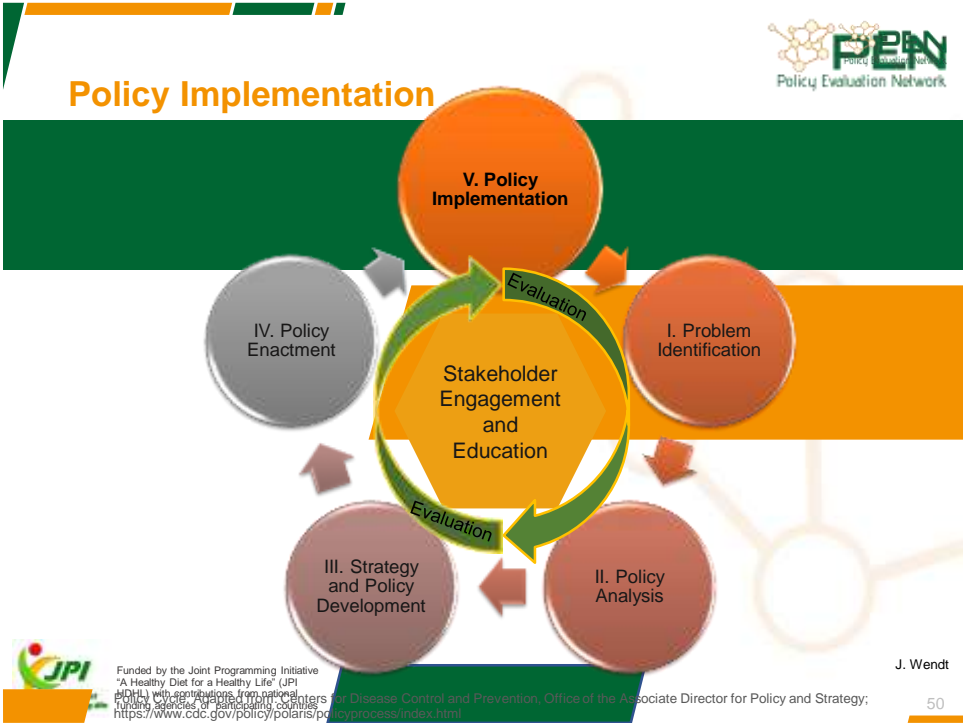 PEN
Policy Evaluation Network
Policy Evaluation Network
Policy Implementation
V. Policy
Implementation
Evaluation
IV. Policy
Enactment
I. Problem
Identification
Stakeholder
Engagement
and
Education
Evaluation
III. Strategy
and Policy
Development
II. Policy
Analysis
JPI
Funded by the Joint Programming Initiative
“A Healthy Diet for a Healthy Life” (JPI
HDHL) with contributions from national
funding agencies of participating countries
J. Wendt
Policy Cycle, Adapted from: Centers for Disease Control and Prevention, Office of the Associate Director for Policy and Strategy;
https://www.cdc.gov/policy/polaris/policyprocess/index.html
50